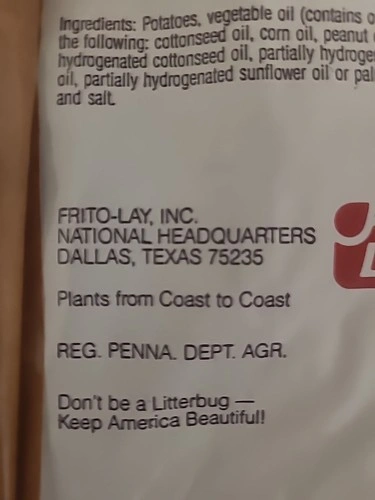 Ingredients: Potatoes, vegetable oil (contains
the following: cottonseed oil, corn oil, peanut
hydrogenated cottonseed oil, partially
oil, partially hydrogenated sunflower oil or
and salt.
FRITO-LAY, INC.
NATIONAL HEADQUARTERS
DALLAS, TEXAS 75235
Plants from Coast to Coast
REG. PENNA. DEPT. AGR.
Don't be a Litterbug —
Keep America Beautiful!